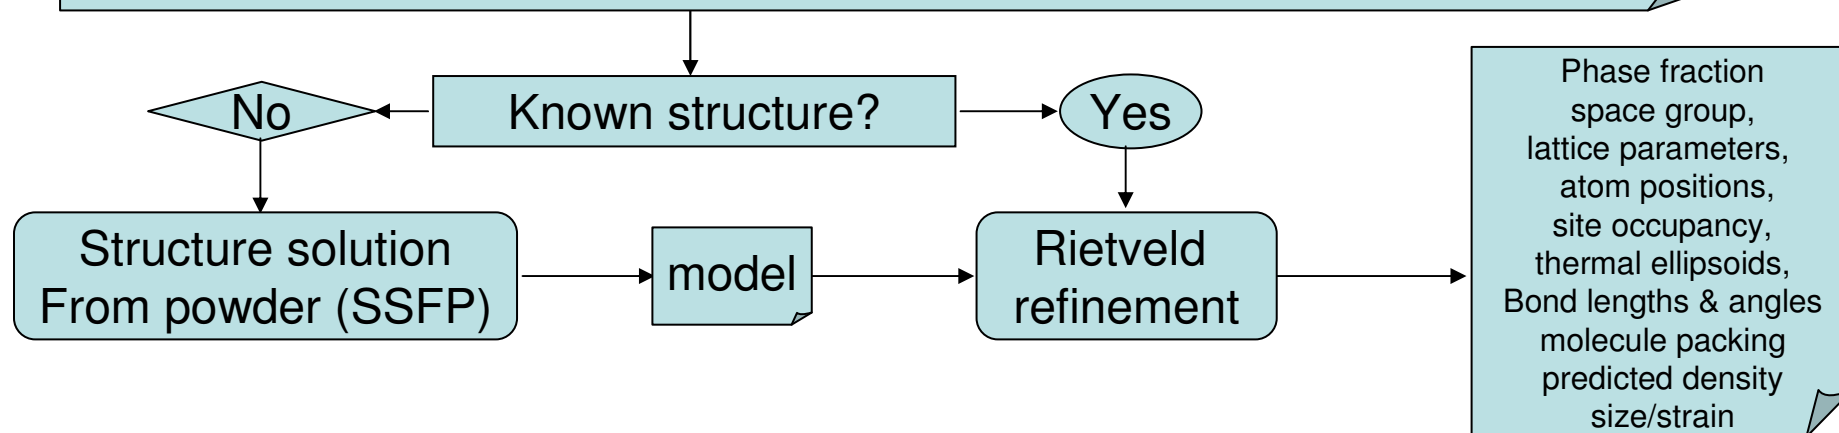 No
Known structure?
Yes
Structure solution
From powder (SSFP)
model
Rietveld
refinement
Phase fraction
space group,
lattice parameters,
atom positions,
site occupancy,
thermal ellipsoids,
Bond lengths & angles
molecule packing
predicted density
size/strain